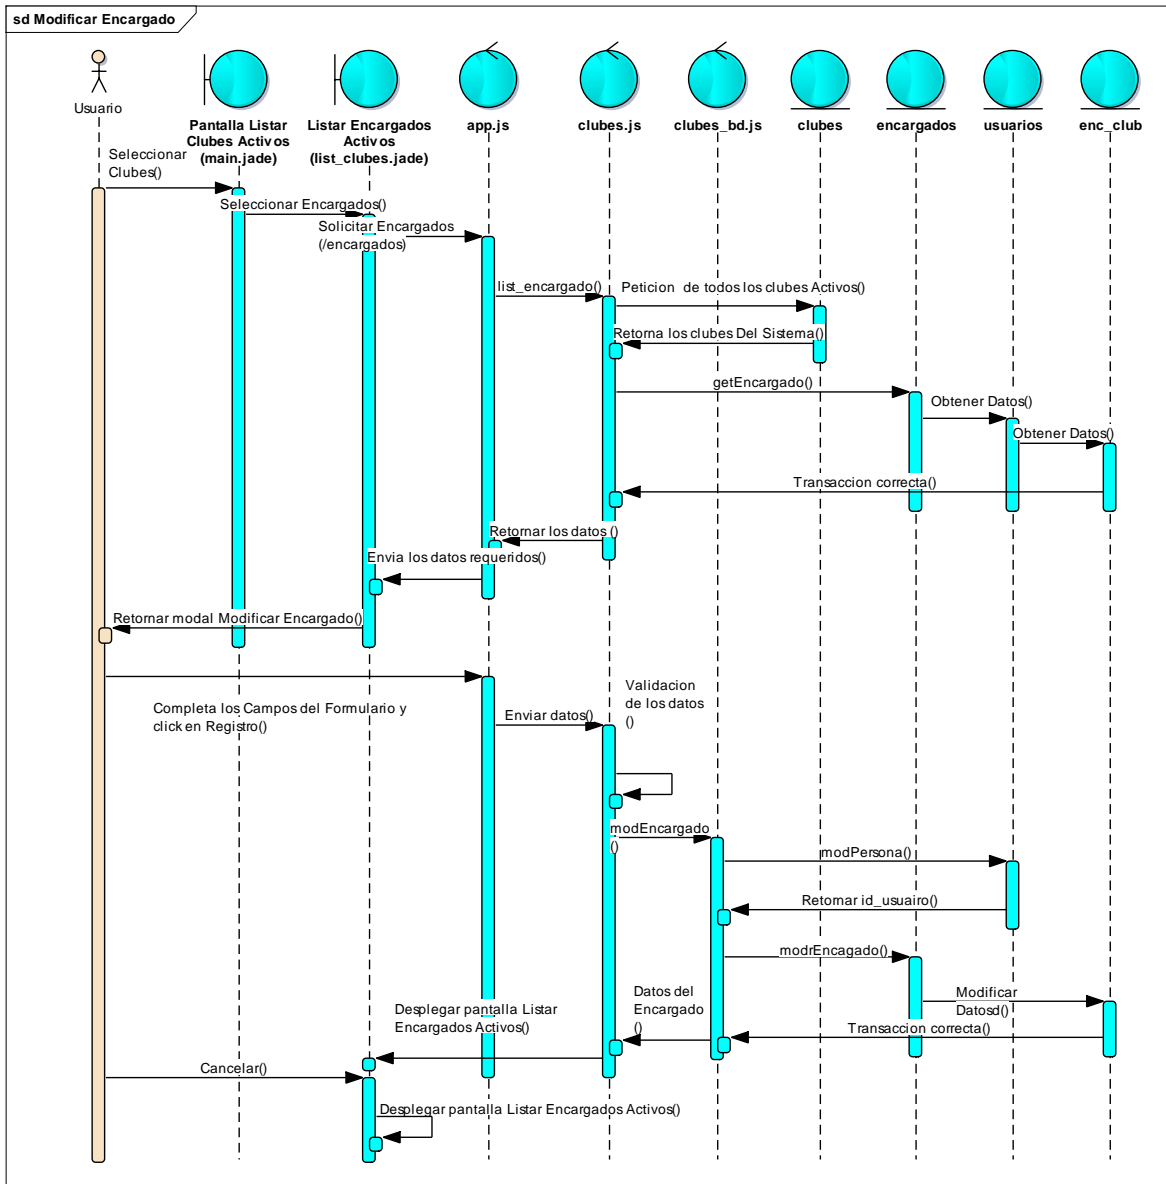 sd Modificar Encargado
Usuario
Pantalla Listar
Clubes Activos
(main.jade)
Listar Encargados
Activos
(list_clubes.jade)
app.js
clubes.js
clubes_bd.js
clubes
encargados
usuarios
enc_club
Seleccionar
Clubes()
Seleccionar Encargados()
Solicitar Encargados
(/encargados)
list_encargado()
Peticion de todos los clubes Activos()
Retorna los clubes Del Sistema()
getEncargado()
Obtener Datos()
Obtener Datos()
Transaccion correcta()
Retornar los datos ()
Envia los datos requeridos()
Retornar modal Modificar Encargado()
Completa los Campos del Formulario y
click en Registro()
Enviar datos()
Validacion
de los datos
()
modEncargado
()
modPersona()
Retornar id_usuairo()
modrEncagado()
Modificar
Datosd()
Transaccion correcta()
Datos del
Encargado
()
Desplegar pantalla Listar
Encargados Activos()
Cancelar()
Desplegar pantalla Listar Encargados Activos()